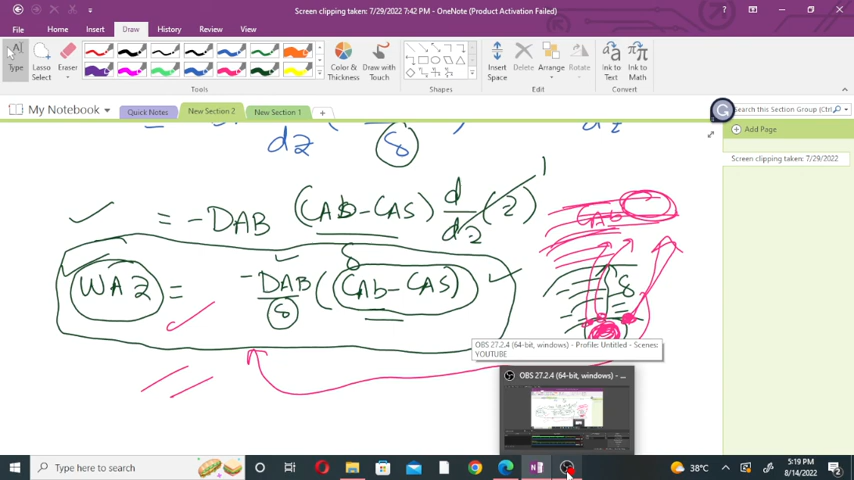 Screen clipping taken: 7/29/2022 7:42 PM - OneNote (Product Activation Failed)
File Home Insert Draw History Review View
Type
Lasso Select
Eraser
Color & Thickness
Draw with Touch
Insert Space
Delete
Arrange
Rotate
Ink to Text
Ink to Math
Tools
Shapes
Edit
Convert
My Notebook
Quick Notes
New Section 2
New Section 1
Search this Section Group (Ctrl
Add Page
Screen clipping taken: 7/29/2022
dz ( 8 dz
= -DAB (CAb-CAS) d/dz (z) 1
δ
WAZ = -DAB/δ (CAb-CAS)
CAb
δ
OBS 27.2.4 (64-bit, windows) - Profile: Untitled - Scenes:
YOUTUBE
OBS 27.2.4 (64-bit, windows) - ...
Type here to search
38°C
5:19 PM
8/14/2022
2